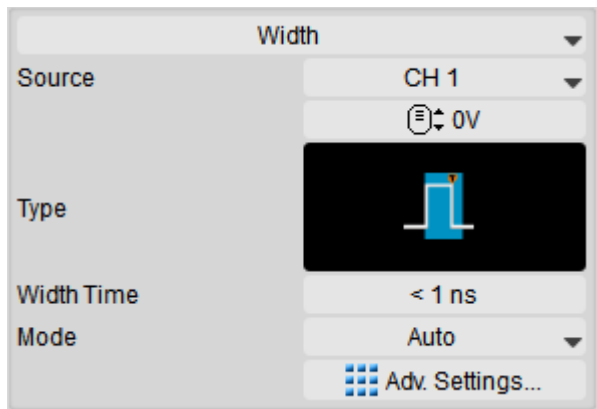 Width
Source CH 1
0V
Type
Width Time < 1 ns
Mode Auto
Adv. Settings...